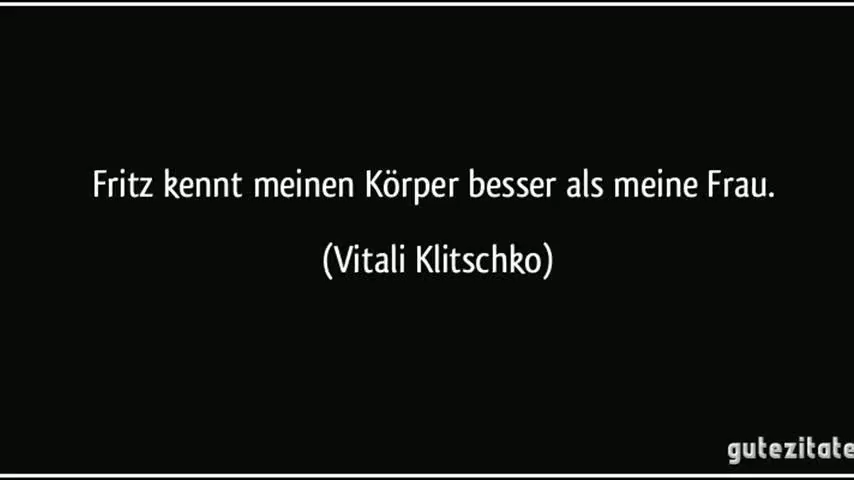 Fritz kennt meinen Körper besser als meine Frau.
(Vitali Klitschko)
gutezitate